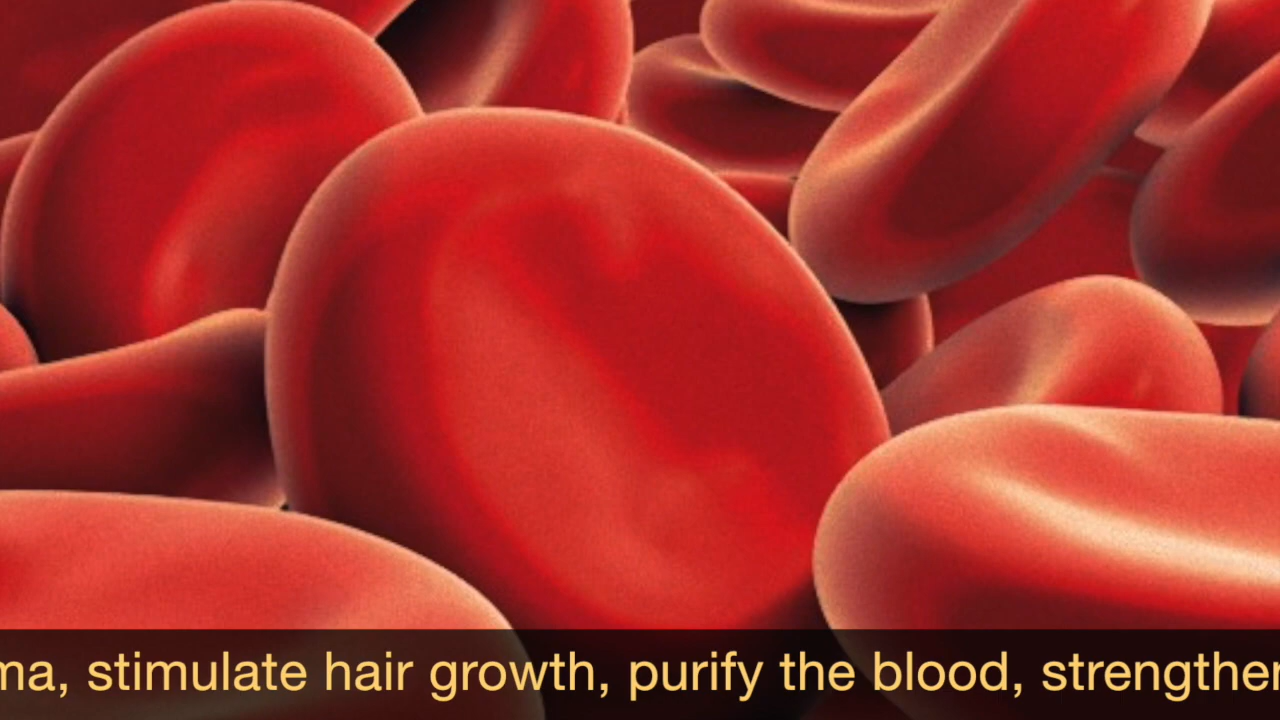 ma, stimulate hair growth, purify the blood, strengthen